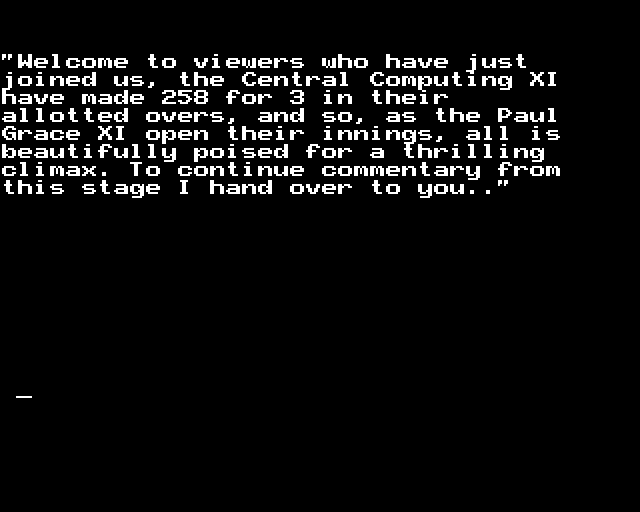 "Welcome to viewers who have just
joined us, the Central Computing XI
have made 258 for 3 in their
allotted overs, and so, as the Paul
Grace XI open their innings, all is
beautifully poised for a thrilling
climax. To continue commentary from
this stage I hand over to you.."